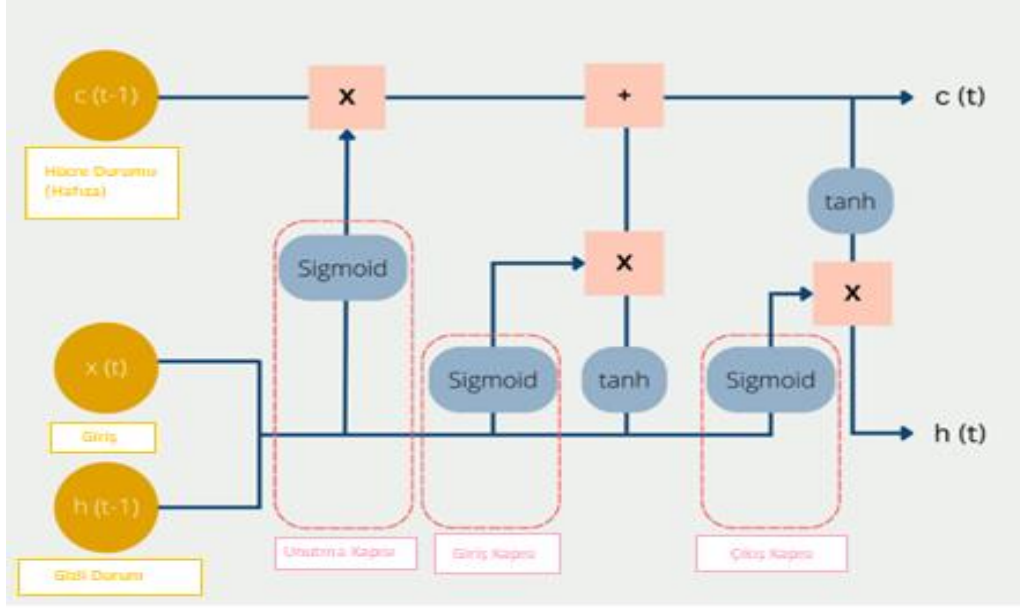 c (t-1)
x
+
c (t)
Hücre Durumu
(Hafıza)
tanh
Sigmoid
x
x
x (t)
Sigmoid
tanh
Sigmoid
Giriş
h (t)
h (t-1)
Unutma Kapısı
Giriş Kapısı
Çıkış Kapısı
Gizli Durum